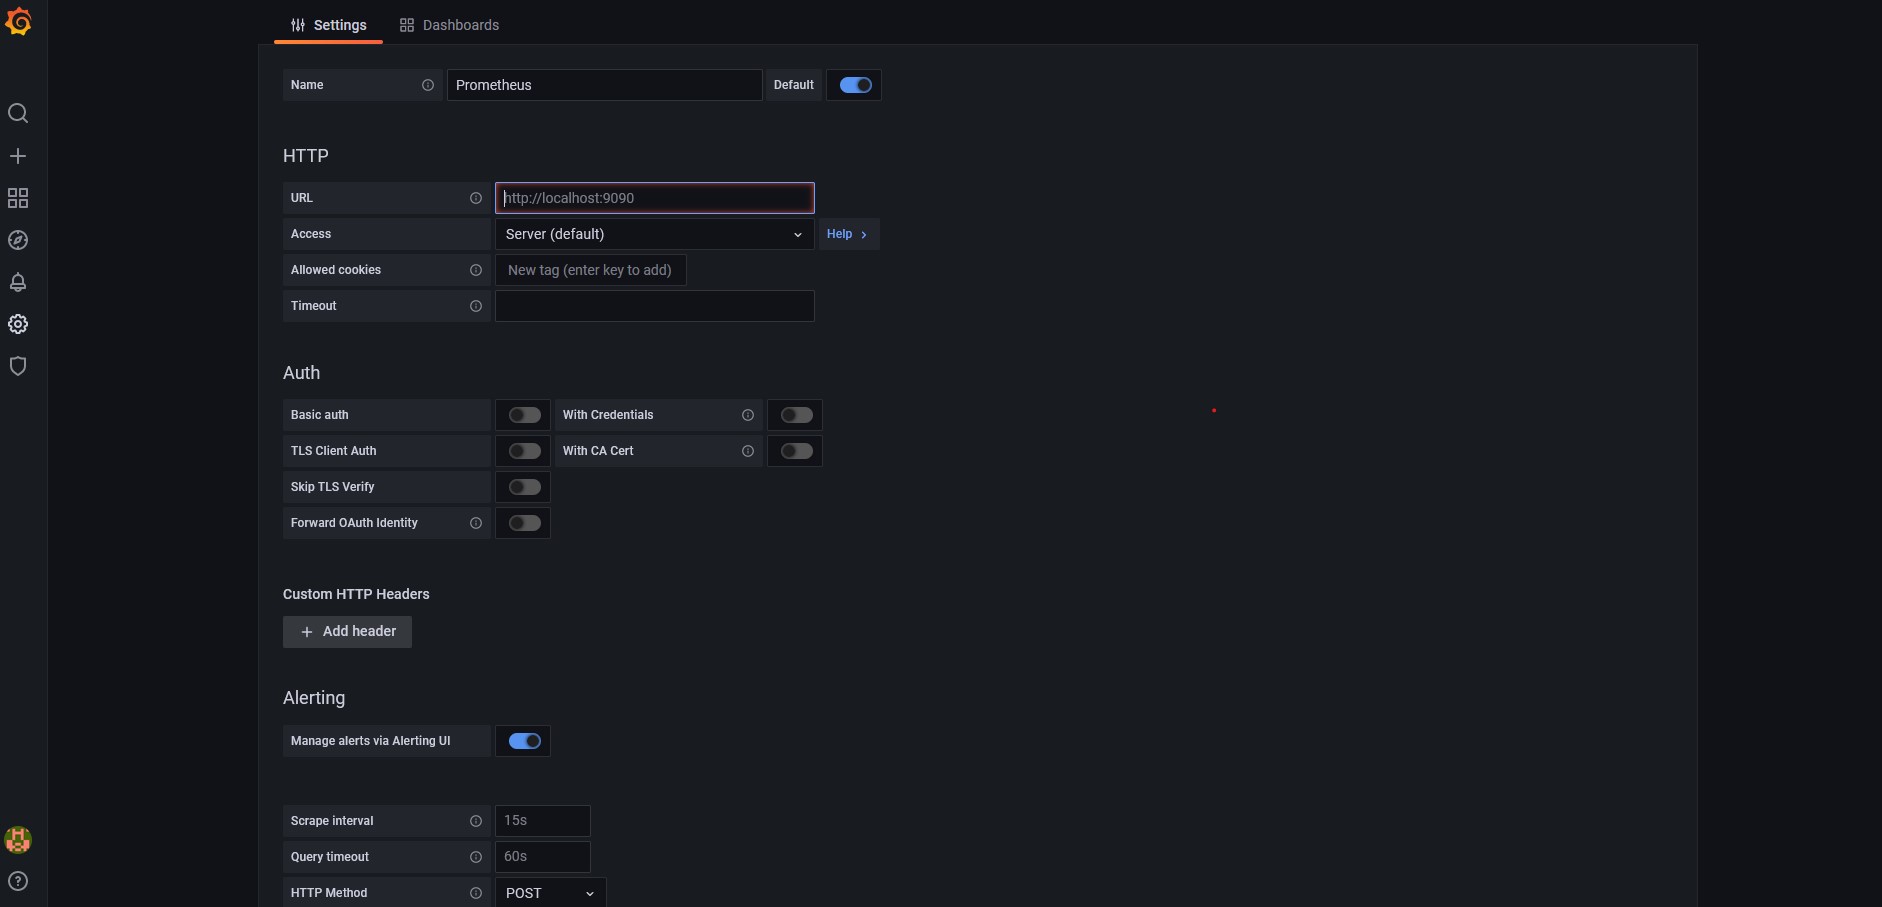 Settings Dashboards
Name Prometheus Default
HTTP
URL http://localhost:9090
Access Server (default) Help
Allowed cookies New tag (enter key to add)
Timeout
Auth
Basic auth With Credentials
TLS Client Auth With CA Cert
Skip TLS Verify
Forward OAuth Identity
Custom HTTP Headers
Add header
Alerting
Manage alerts via Alerting UI
Scrape interval 15s
Query timeout 60s
HTTP Method POST